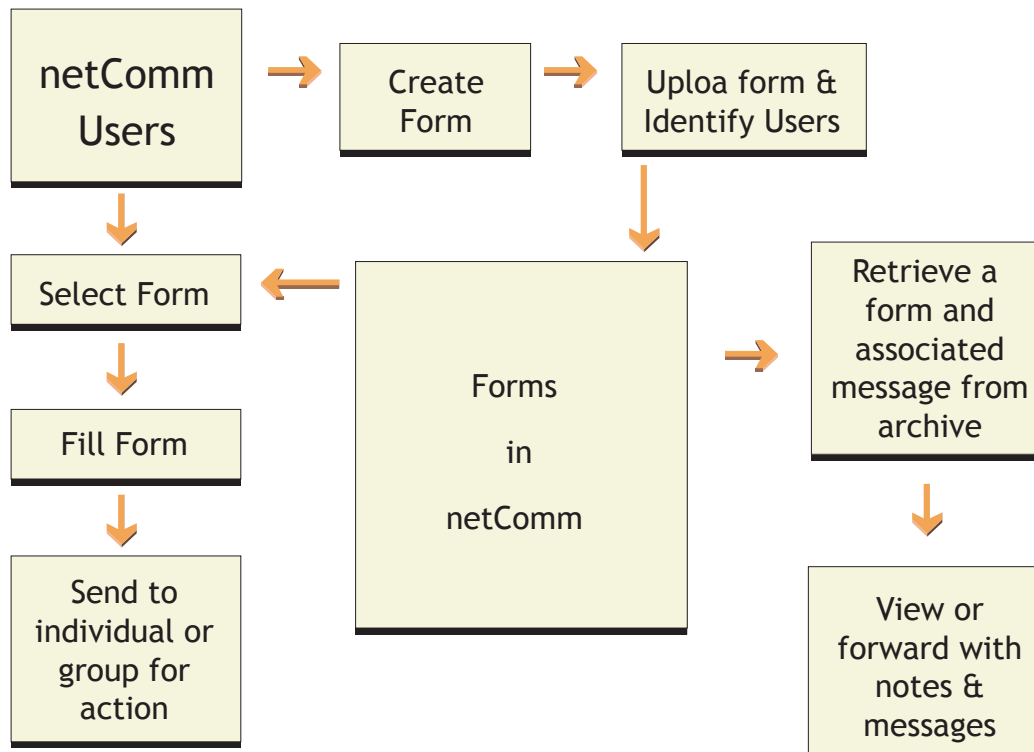 netComm
Users
Create
Form
Uploa form &
Identify Users
Select Form
Fill Form
Send to
individual or
group for
action
Forms
in
netComm
Retrieve a
form and
associated
message from
archive
View or
forward with
notes &
messages